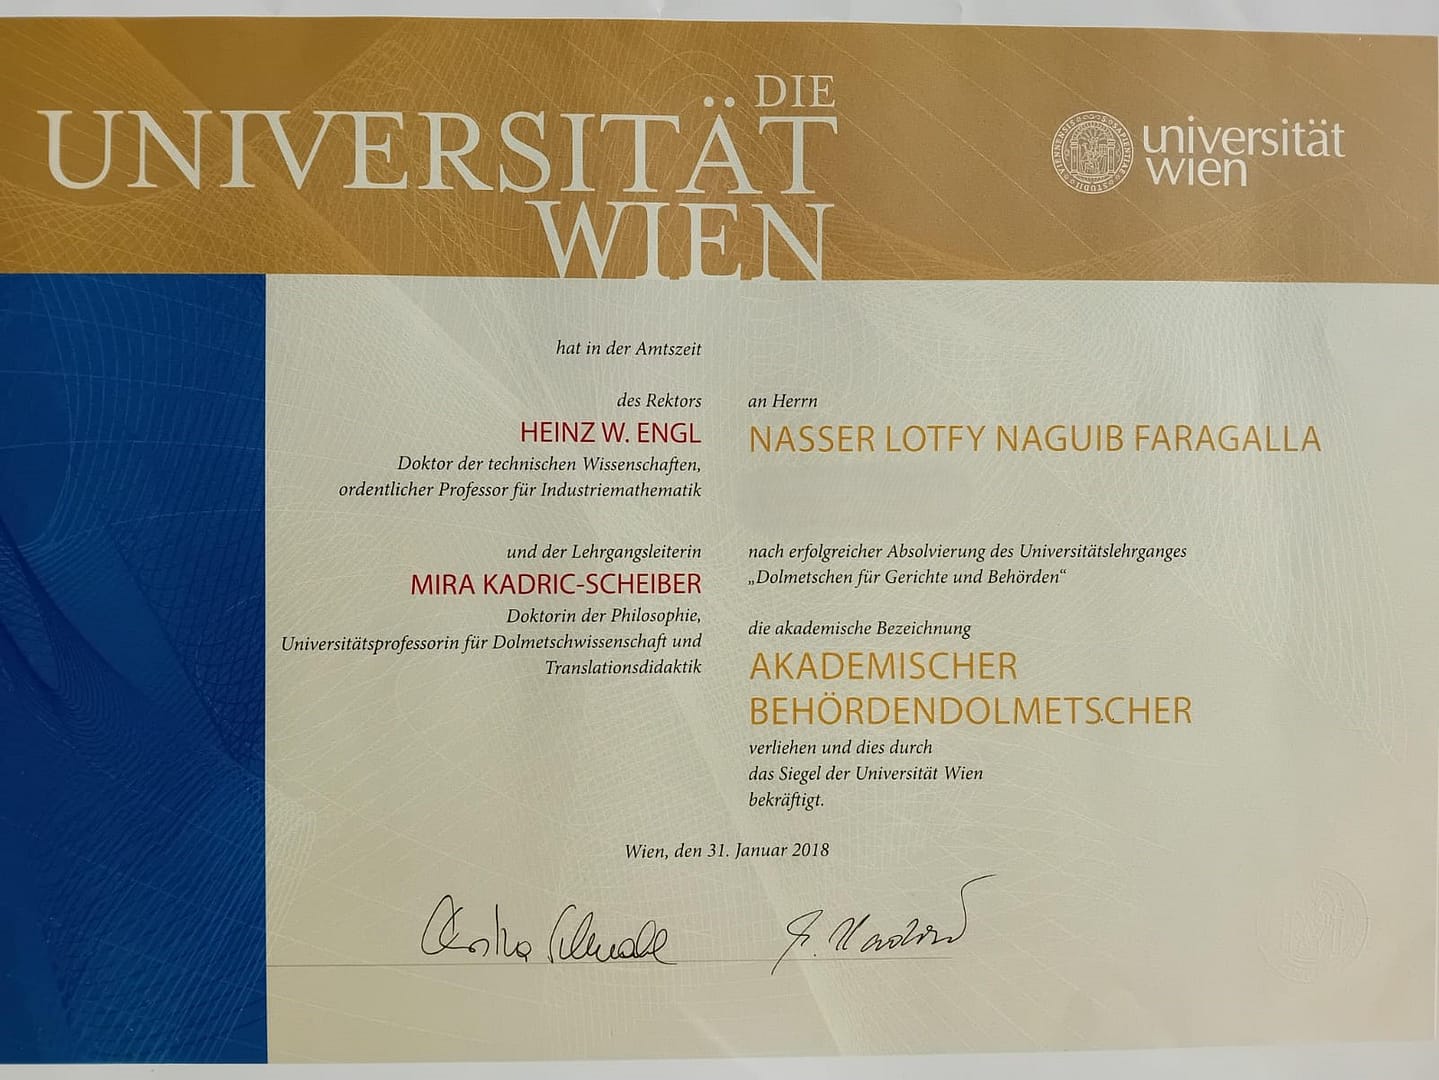 DIE
UNIVERSITÄT
WIEN
universität
wien
hat in der Amtszeit
des Rektors
HEINZ W. ENGL
Doktor der technischen Wissenschaften,
ordentlicher Professor für Industriemathematik
und der Lehrgangsleiterin
MIRA KADRIC-SCHEIBER
Doktorin der Philosophie,
Universitätsprofessorin für Dolmetschwissenschaft und
Translationsdidaktik
an Herrn
NASSER LOTFY NAGUIB FARAGALLA
nach erfolgreicher Absolvierung des Universitätslehrganges
„Dolmetschen für Gerichte und Behörden“
die akademische Bezeichnung
AKADEMISCHER
BEHÖRDENDOLMETSCHER
verliehen und dies durch
das Siegel der Universität Wien
bekräftigt.
Wien, den 31. Januar 2018